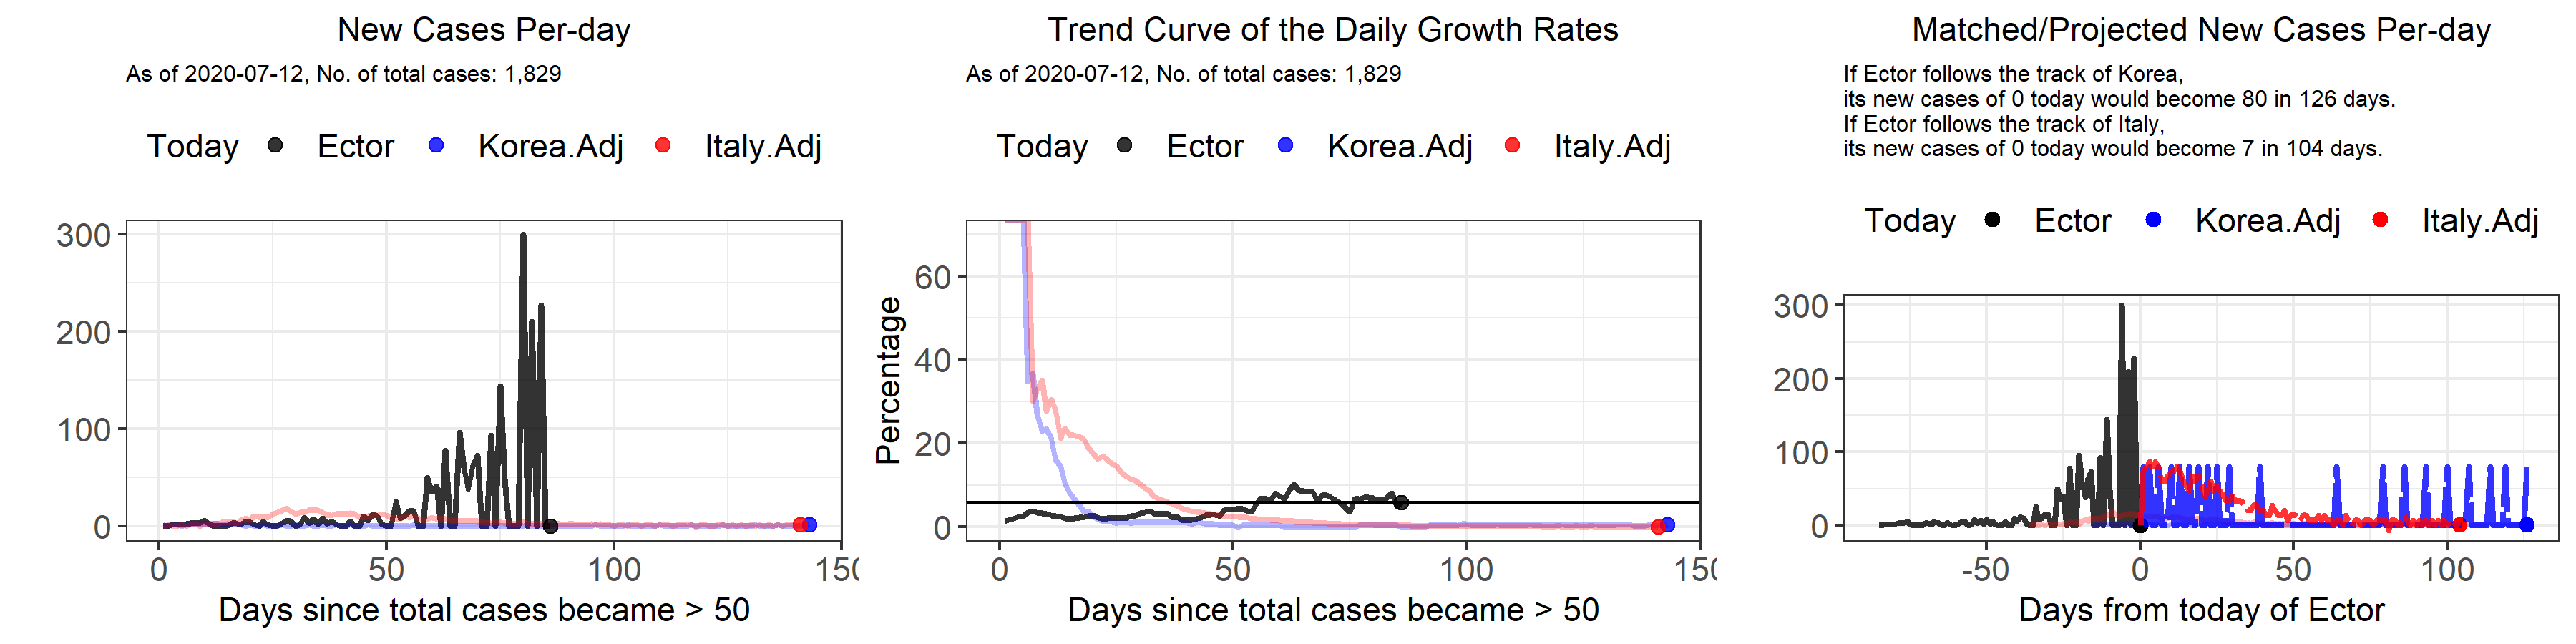 New Cases Per-day
As of 2020-07-12, No. of total cases: 1,829
Today Ector Korea.Adj Italy.Adj
300
200
100
0
0 50 100 150
Days since total cases became > 50
Trend Curve of the Daily Growth Rates
As of 2020-07-12, No. of total cases: 1,829
Today Ector Korea.Adj Italy.Adj
Percentage
60
40
20
0
0 50 100 150
Days since total cases became > 50
Matched/Projected New Cases Per-day
If Ector follows the track of Korea,
its new cases of 0 today would become 80 in 126 days.
If Ector follows the track of Italy,
its new cases of 0 today would become 7 in 104 days.
Today Ector Korea.Adj Italy.Adj
300
200
100
0
-50 0 50 100
Days from today of Ector